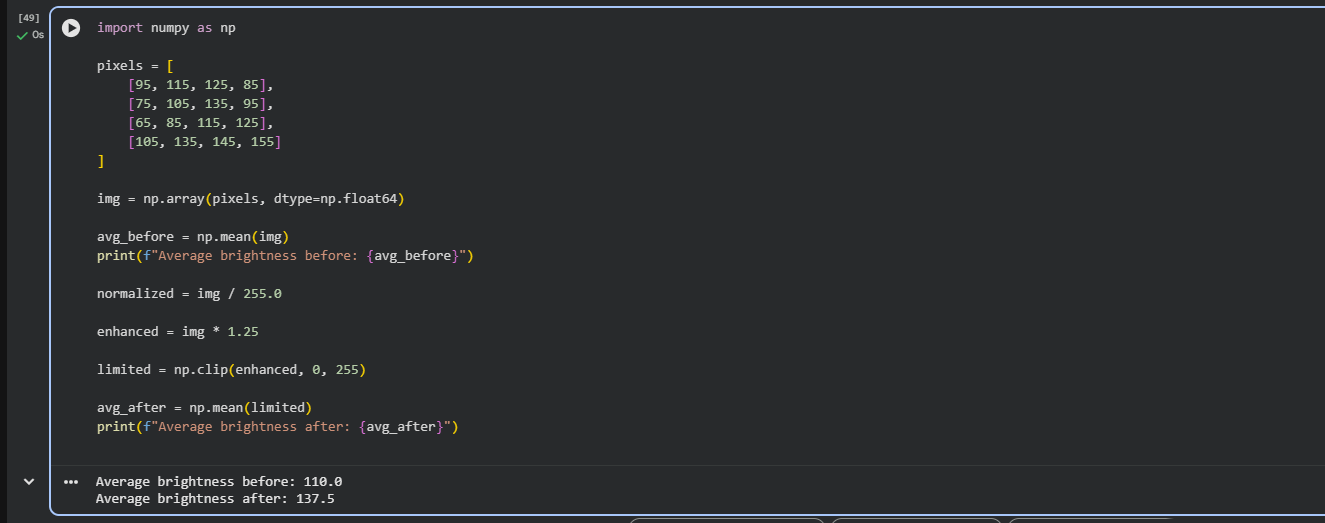 [49]
0s
import numpy as np
pixels = [
[95, 115, 125, 85],
[75, 105, 135, 95],
[65, 85, 115, 125],
[105, 135, 145, 155]
]
img = np.array(pixels, dtype=np.float64)
avg_before = np.mean(img)
print(f"Average brightness before: {avg_before}")
normalized = img / 255.0
enhanced = img * 1.25
limited = np.clip(enhanced, 0, 255)
avg_after = np.mean(limited)
print(f"Average brightness after: {avg_after}")
Average brightness before: 110.0
Average brightness after: 137.5